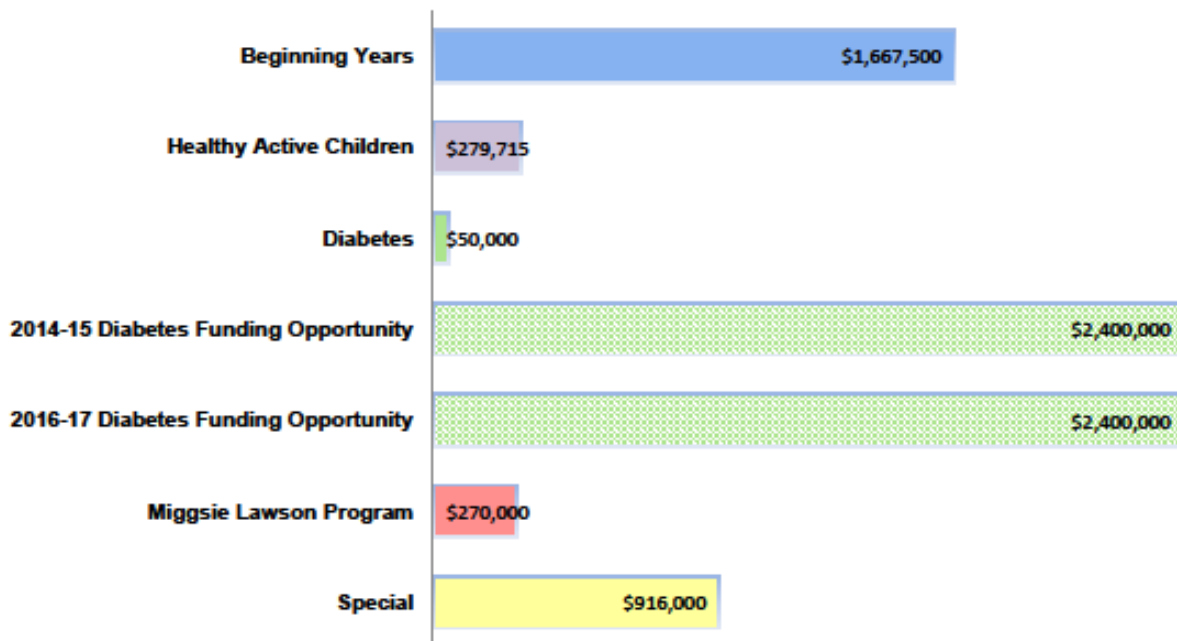 Beginning Years $1,667,500
Healthy Active Children $279,715
Diabetes $50,000
2014-15 Diabetes Funding Opportunity $2,400,000
2016-17 Diabetes Funding Opportunity $2,400,000
Miggsie Lawson Program $270,000
Special $916,000